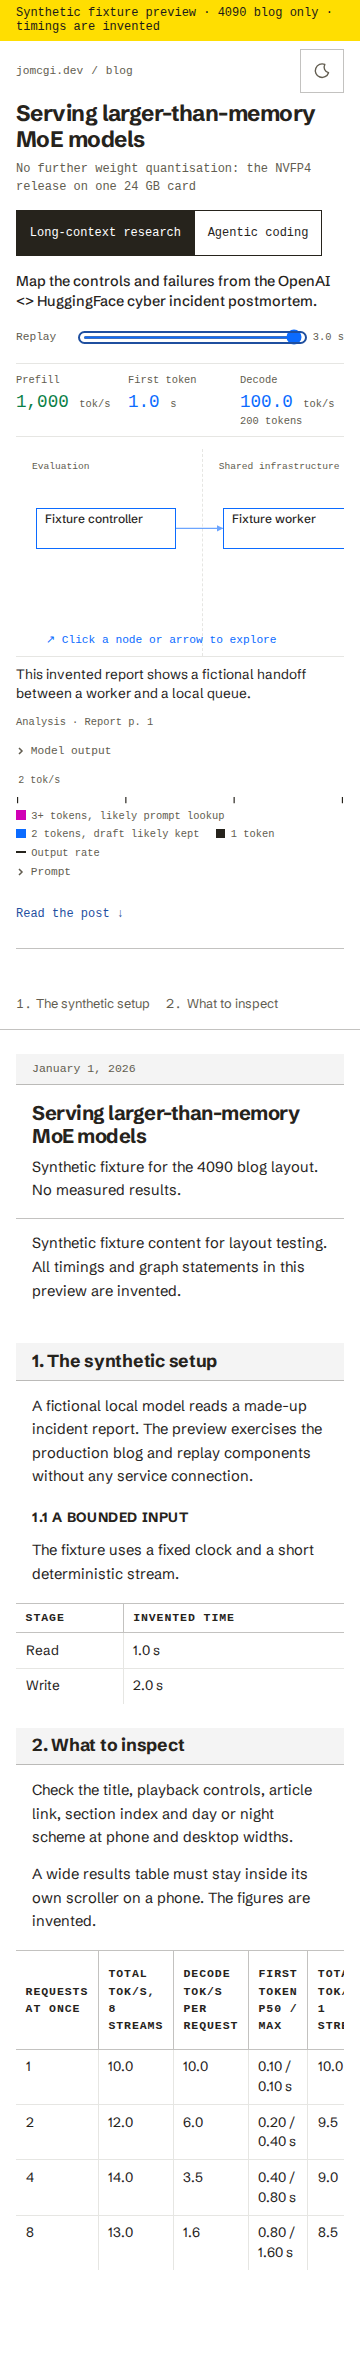 Synthetic fixture preview · 4090 blog only ·
timings are invented
jomcgi.dev / blog
Serving larger-than-memory
MoE models
No further weight quantisation: the NVFP4
release on one 24 GB card
Long-context research
Agentic coding
Map the controls and failures from the OpenAI
<> HuggingFace cyber incident postmortem.
Replay
3.0 s
Prefill
First token
Decode
1,000 tok/s
1.0 s
100.0 tok/s
200 tokens
Evaluation
Shared infrastructure
Fixture controller
Fixture worker
↗ Click a node or arrow to explore
This invented report shows a fictional handoff
between a worker and a local queue.
Analysis · Report p. 1
› Model output
2 tok/s
3+ tokens, likely prompt lookup
2 tokens, draft likely kept
1 token
Output rate
› Prompt
Read the post ↓
1. The synthetic setup
2. What to inspect
January 1, 2026
Serving larger-than-memory
MoE models
Synthetic fixture for the 4090 blog layout.
No measured results.
Synthetic fixture content for layout testing.
All timings and graph statements in this
preview are invented.
1. The synthetic setup
A fictional local model reads a made-up
incident report. The preview exercises the
production blog and replay components
without any service connection.
1.1 A BOUNDED INPUT
The fixture uses a fixed clock and a short
deterministic stream.
STAGE
INVENTED TIME
Read
1.0 s
Write
2.0 s
2. What to inspect
Check the title, playback controls, article
link, section index and day or night
scheme at phone and desktop widths.
A wide results table must stay inside its
own scroller on a phone. The figures are
invented.
REQUESTS
AT ONCE
TOTAL
TOK/S,
8
STREAMS
DECODE
TOK/S
PER
REQUEST
FIRST
TOKEN
P50 /
MAX
1
1
10.0
10.0
0.10 /
0.10 s
10.0
2
12.0
6.0
0.20 /
0.40 s
9.5
4
14.0
3.5
0.40 /
0.80 s
9.0
8
13.0
1.6
0.80 /
1.60 s
8.5